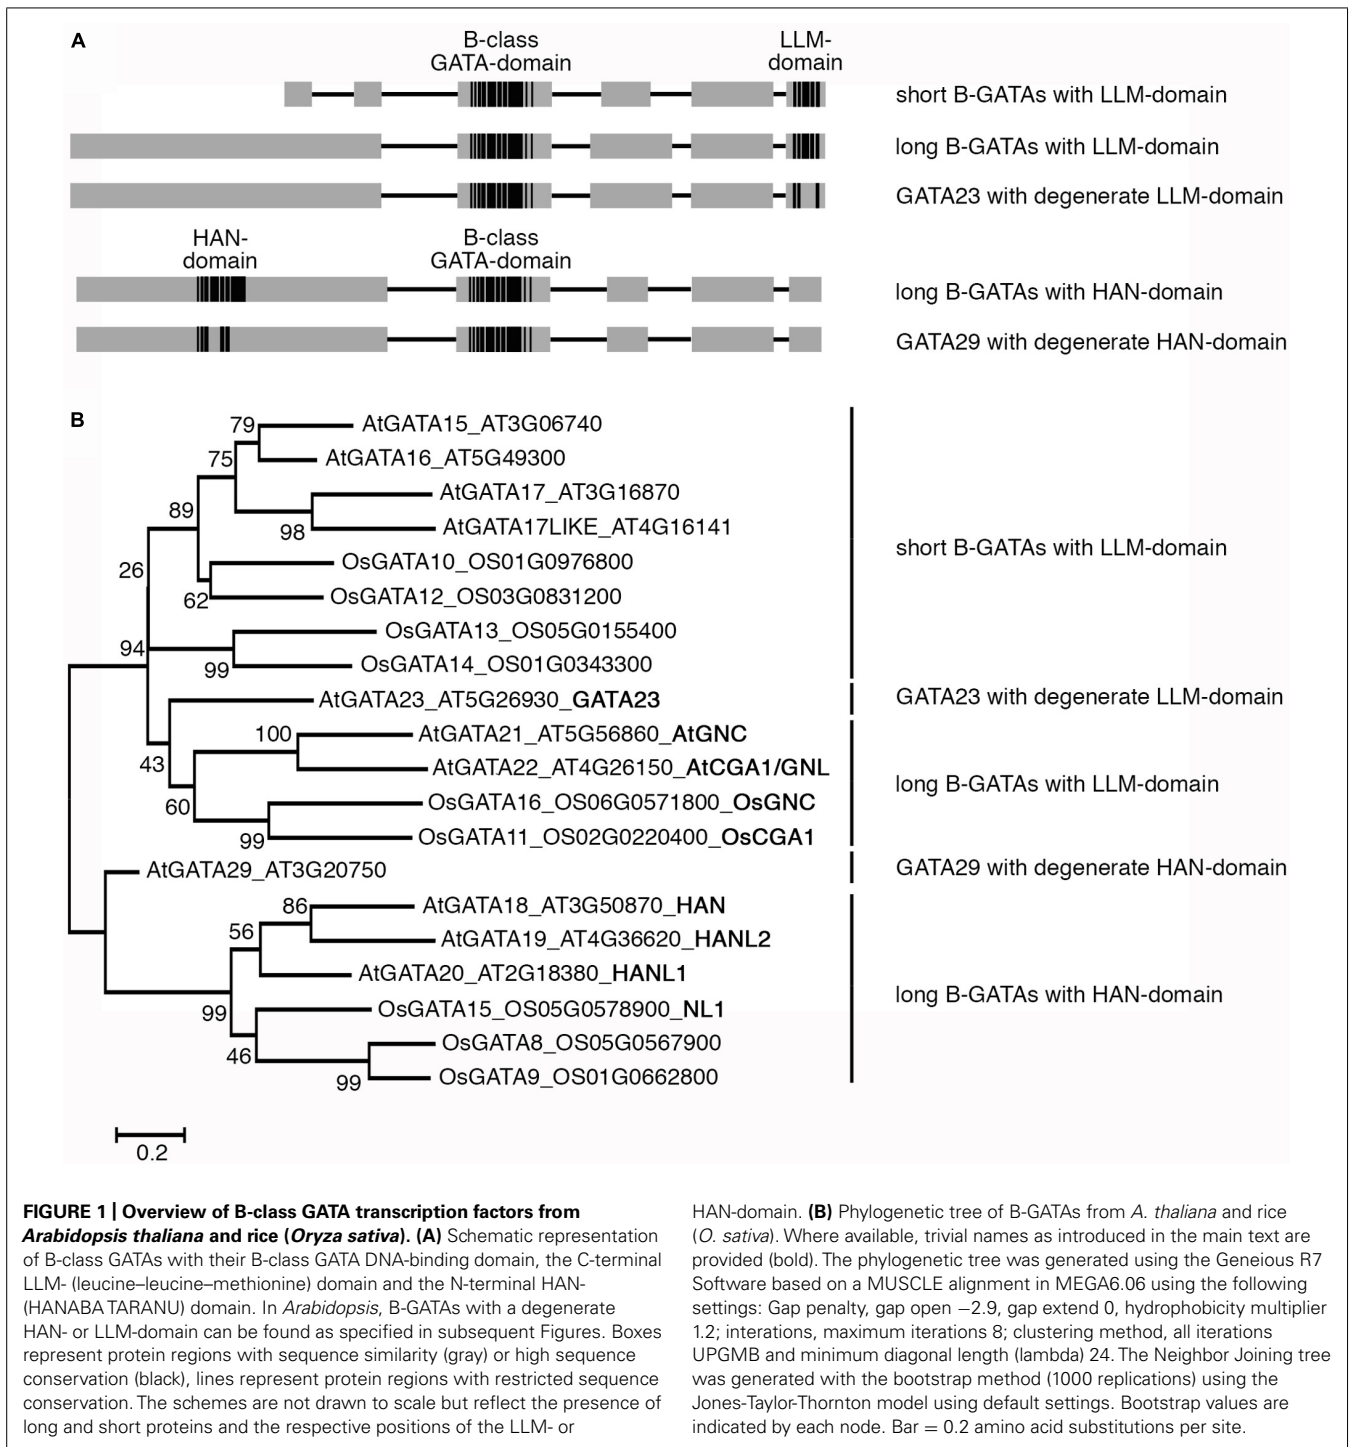 A
B-class
GATA-domain
LLM-
domain
short B-GATAs with LLM-domain
long B-GATAs with LLM-domain
GATA23 with degenerate LLM-domain
HAN-
domain
B-class
GATA-domain
long B-GATAs with HAN-domain
GATA29 with degenerate HAN-domain
B
79
AtGATA15_AT3G06740
75
AtGATA16_AT5G49300
AtGATA17_AT3G16870
89
98
AtGATA17LIKE_AT4G16141
short B-GATAs with LLM-domain
26
OsGATA10_OS01G0976800
62
OsGATA12_OS03G0831200
OsGATA13_OS05G0155400
94
99
OsGATA14_OS01G0343300
AtGATA23_AT5G26930_GATA23
GATA23 with degenerate LLM-domain
100
AtGATA21_AT5G56860_AtGNC
43
AtGATA22_AT4G26150_AtCGA1/GNL
long B-GATAs with LLM-domain
60
OsGATA16_OS06G0571800_OsGNC
99
OsGATA11_OS02G0220400_OsCGA1
AtGATA29_AT3G20750
GATA29 with degenerate HAN-domain
86
AtGATA18_AT3G50870_HAN
56
AtGATA19_AT4G36620_HANL2
AtGATA20_AT2G18380_HANL1
long B-GATAs with HAN-domain
99
OsGATA15_OS05G0578900_NL1
46
OsGATA8_OS05G0567900
99
OsGATA9_OS01G0662800
0.2
FIGURE 1 | Overview of B-class GATA transcription factors from
Arabidopsis thaliana and rice (Oryza sativa). (A) Schematic representation
of B-class GATAs with their B-class GATA DNA-binding domain, the C-terminal
LLM- (leucine–leucine–methionine) domain and the N-terminal HAN-
(HANABA TARANU) domain. In Arabidopsis, B-GATAs with a degenerate
HAN- or LLM-domain can be found as specified in subsequent Figures. Boxes
represent protein regions with sequence similarity (gray) or high sequence
conservation (black), lines represent protein regions with restricted sequence
conservation. The schemes are not drawn to scale but reflect the presence of
long and short proteins and the respective positions of the LLM- or
HAN-domain. (B) Phylogenetic tree of B-GATAs from A. thaliana and rice
(O. sativa). Where available, trivial names as introduced in the main text are
provided (bold). The phylogenetic tree was generated using the Geneious R7
Software based on a MUSCLE alignment in MEGA6.06 using the following
settings: Gap penalty, gap open −2.9, gap extend 0, hydrophobicity multiplier
1.2; interations, maximum iterations 8; clustering method, all iterations
UPGMB and minimum diagonal length (lambda) 24. The Neighbor Joining tree
was generated with the bootstrap method (1000 replications) using the
Jones-Taylor-Thornton model using default settings. Bootstrap values are
indicated by each node. Bar = 0.2 amino acid substitutions per site.